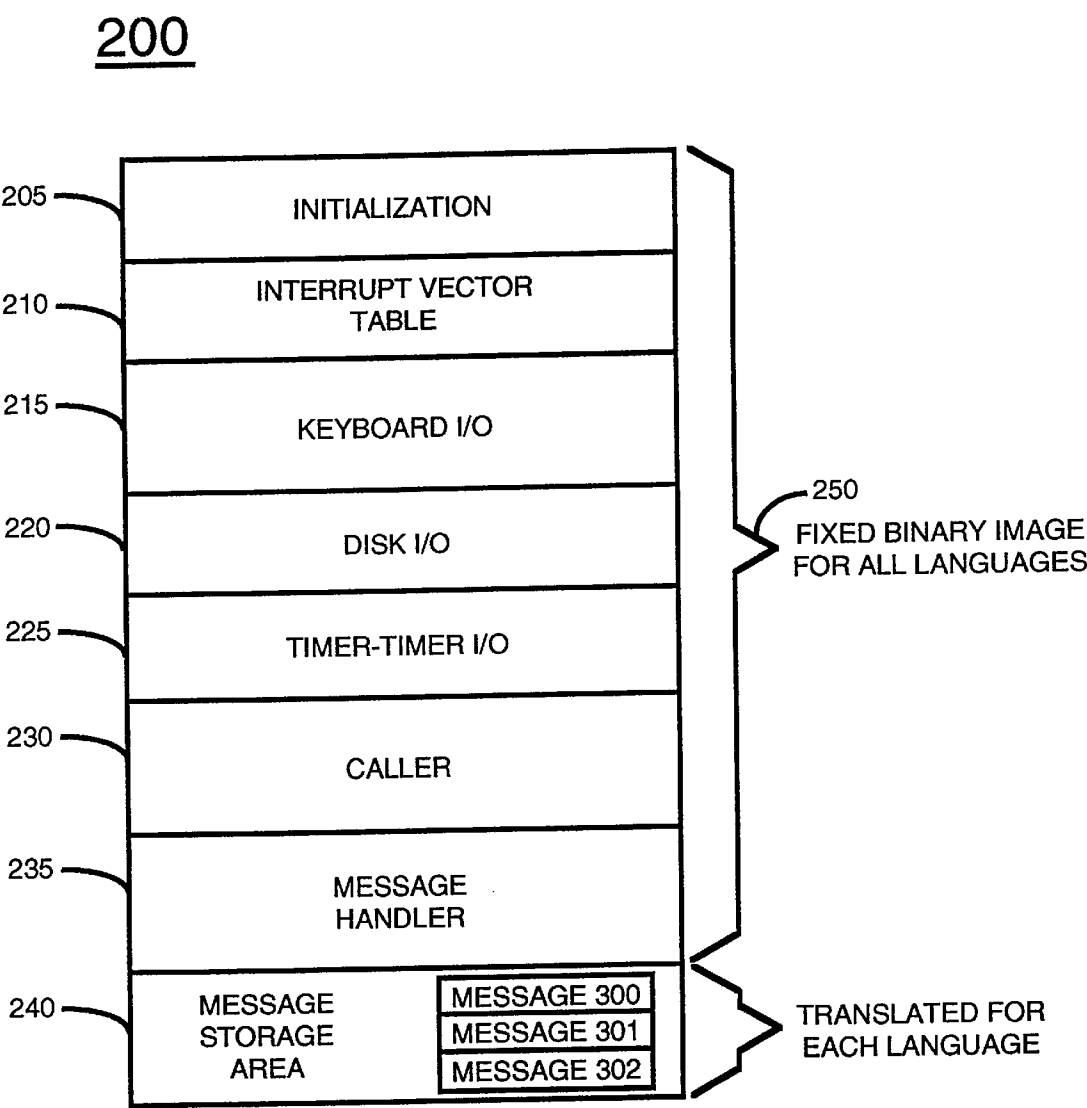 200
205
INITIALIZATION
210
INTERRUPT VECTOR
TABLE
215
KEYBOARD I/O
220
DISK I/O
250
FIXED BINARY IMAGE
FOR ALL LANGUAGES
225
TIMER-TIMER I/O
230
CALLER
235
MESSAGE
HANDLER
240
MESSAGE
STORAGE
AREA
MESSAGE 300
MESSAGE 301
MESSAGE 302
TRANSLATED FOR
EACH LANGUAGE